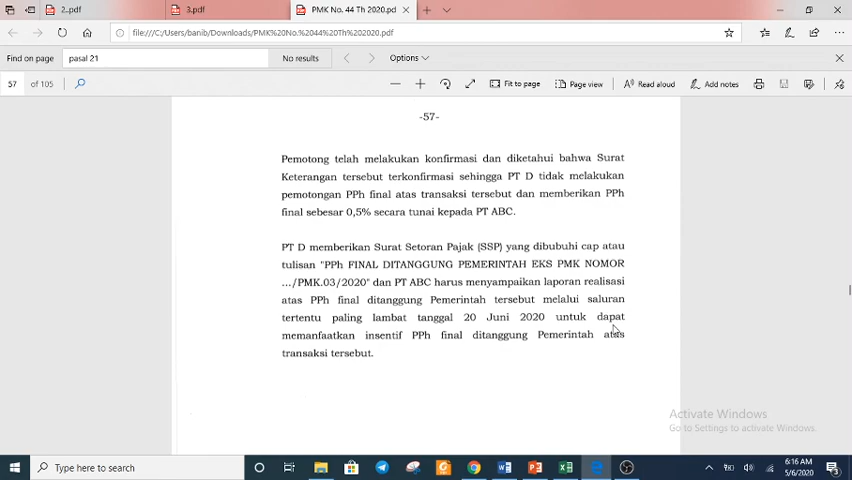 2..pdf
3.pdf
PMK No. 44 Th 2020.pd
file:///C:/Users/banib/Downloads/PMK%20No.%2044%20Th%202020.pdf
Find on page
pasal 21
No results
Options
57
of 105
Fit to page
Page view
Read aloud
Add notes
-57-
Pemotong telah melakukan konfirmasi dan diketahui bahwa Surat
Keterangan tersebut terkonfirmasi sehingga PT D tidak melakukan
pemotongan PPh final atas transaksi tersebut dan memberikan PPh
final sebesar 0,5% secara tunai kepada PT ABC.
PT D memberikan Surat Setoran Pajak (SSP) yang dibubuhi cap atau
tulisan "PPh FINAL DITANGGUNG PEMERINTAH EKS PMK NOMOR
.../PMK.03/2020" dan PT ABC harus menyampaikan laporan realisasi
atas PPh final ditanggung Pemerintah tersebut melalui saluran
tertentu paling lambat tanggal 20 Juni 2020 untuk dapat
memanfaatkan insentif PPh final ditanggung Pemerintah atas
transaksi tersebut.
Activate Windows
Go to Settings to activate Windows.
Type here to search
6:16 AM
5/6/2020
3